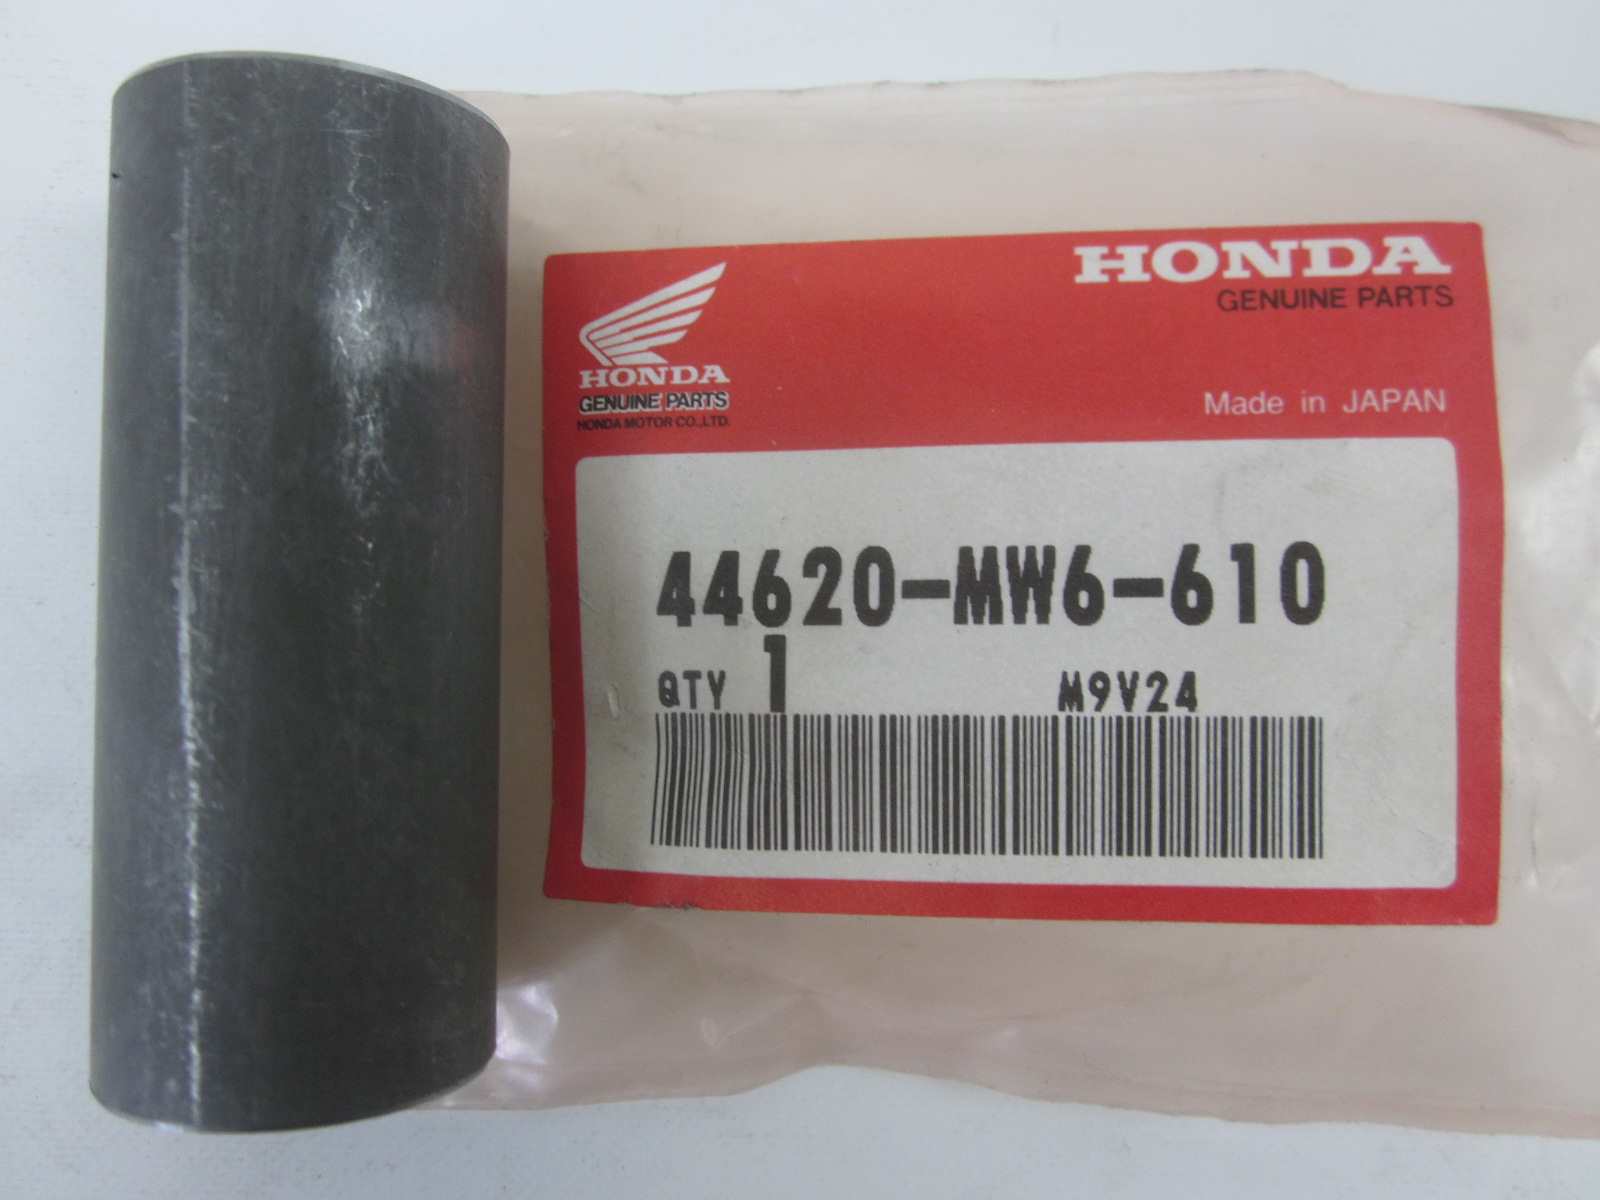 HONDA
GENUINE PARTS
HONDA
GENUINE PARTS
HONDA MOTOR CO.,LTD.
Made in JAPAN
44620-MW6-610
QTY 1 M9V24